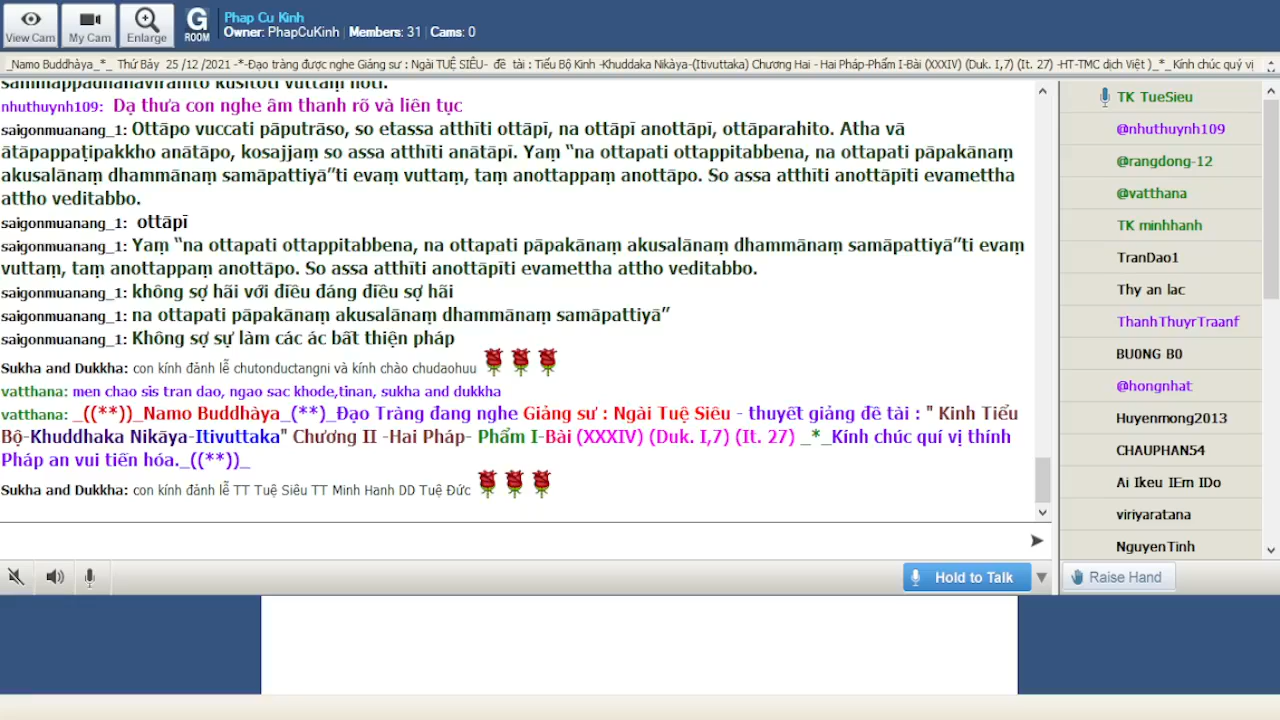 View Cam
My Cam
Enlarge
G
ROOM
Phap Cu Kinh
Owner: PhapCuKinh | Members: 31 | Cams: 0
_Namo Buddhàya_*_ Thứ Bảy 25 /12 /2021 -*-Đạo tràng được nghe Giảng sư : Ngài TUỆ SIÊU- đề tài : Tiểu Bộ Kinh -Khuddaka Nikàya-(Itivuttaka) Chương Hai - Hai Pháp-Phẩm I-Bài (XXXIV) (Duk. I,7) (It. 27) -HT-TMC dịch Việt )_*_Kính chúc quý vị
sammappadhānavīrahito kusītoti vuttaṃ hoti.
nhuthuynh109: Dạ thưa con nghe âm thanh rõ và liên tục
saigonmuanang_1: Ottāpo vuccati pāputrāso, so etassa atthīti ottāpī, na ottāpī anottāpī, ottāparahito. Atha vā
ātāpappaṭipakkho anātāpo, kosajjaṃ so assa atthīti anātāpī. Yaṃ “na ottapati ottappitabbena, na ottapati pāpakānaṃ
akusalānaṃ dhammānaṃ samāpattiyā”ti evaṃ vuttaṃ, taṃ anottappaṃ anottāpo. So assa atthīti anottāpīti evamettha
attho veditabbo.
saigonmuanang_1: ottāpī
saigonmuanang_1: Yaṃ “na ottapati ottappitabbena, na ottapati pāpakānaṃ akusalānaṃ dhammānaṃ samāpattiyā”ti evaṃ
vuttaṃ, taṃ anottappaṃ anottāpo. So assa atthīti anottāpīti evamettha attho veditabbo.
saigonmuanang_1: không sợ hãi với điều đáng điều sợ hãi
saigonmuanang_1: na ottapati pāpakānaṃ akusalānaṃ dhammānaṃ samāpattiyā”
saigonmuanang_1: Không sợ sự làm các ác bất thiện pháp
Sukha and Dukkha: con kính đảnh lễ chutonductangni và kính chào chudaohuu
vatthana: men chao sis tran dao, ngao sac khode,tinan, sukha and dukkha
vatthana: _((**))_Namo Buddhàya_(**)_Đạo Tràng đang nghe Giảng sư : Ngài Tuệ Siêu - thuyết giảng đề tài : " Kinh Tiểu
Bộ-Khuddhaka Nikāya-Itivuttaka" Chương II -Hai Pháp- Phẩm I-Bài (XXXIV) (Duk. I,7) (It. 27) _*_Kính chúc quí vị thính
Pháp an vui tiến hóa._((**))_
Sukha and Dukkha: con kính đảnh lễ TT Tuệ Siêu TT Minh Hanh DD Tuệ Đức
Hold to Talk
TK TueSieu
@nhuthuynh109
@rangdong-12
@vatthana
TK minhhanh
TranDao1
Thy an lac
ThanhThuyrTraanf
BU0NG B0
@hongnhat
Huyenmong2013
CHAUPHAN54
Ai Ikeu IEm IDo
viriyaratana
NguyenTinh
Raise Hand